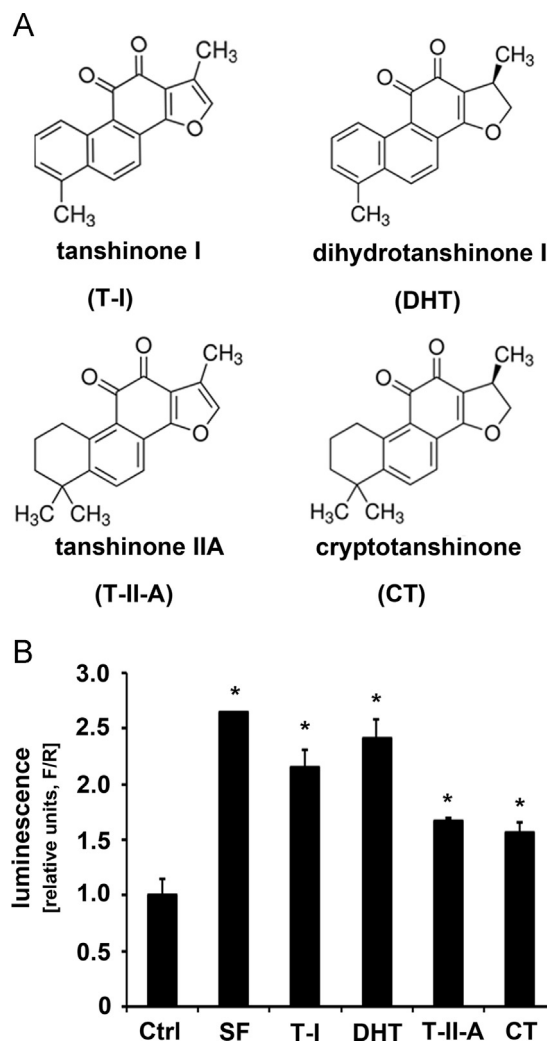 A
O
O
CH3
O
CH3
tanshinone I
(T-I)
O
O
CH3
O
CH3
dihydrotanshinone I
(DHT)
O
O
CH3
O
H3C
CH3
tanshinone IIA
(T-II-A)
O
O
CH3
O
H3C
CH3
cryptotanshinone
(CT)
B
luminescence
[relative units, F/R]
3.0
2.5
2.0
1.5
1.0
0.5
0
*
*
*
*
*
Ctrl SF T-I DHT T-II-A CT